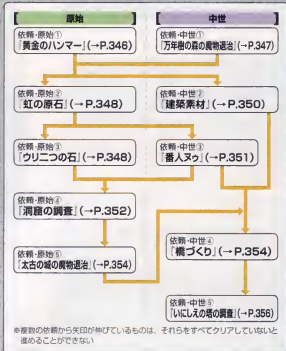 原始
中世
依頼・原始①
『黄金のハンマー』(→P.346)
依頼・中世①
『万年樹の森の魔物退治』(→P.347)
依頼・原始②
『虹の原石』(→P.348)
依頼・中世②
『建築素材』(→P.350)
依頼・原始③
『ウリ二つの石』(→P.348)
依頼・中世③
『番人ヌゥ』(→P.351)
依頼・原始④
『洞窟の調査』(→P.352)
依頼・原始⑤
『太古の城の魔物退治』(→P.354)
依頼・中世④
『橋づくり』(→P.354)
依頼・中世⑤
『いにしえの塔の調査』(→P.356)
※複数の依頼から矢印が伸びているものは、それらをすべてクリアしていないと
進めることができない